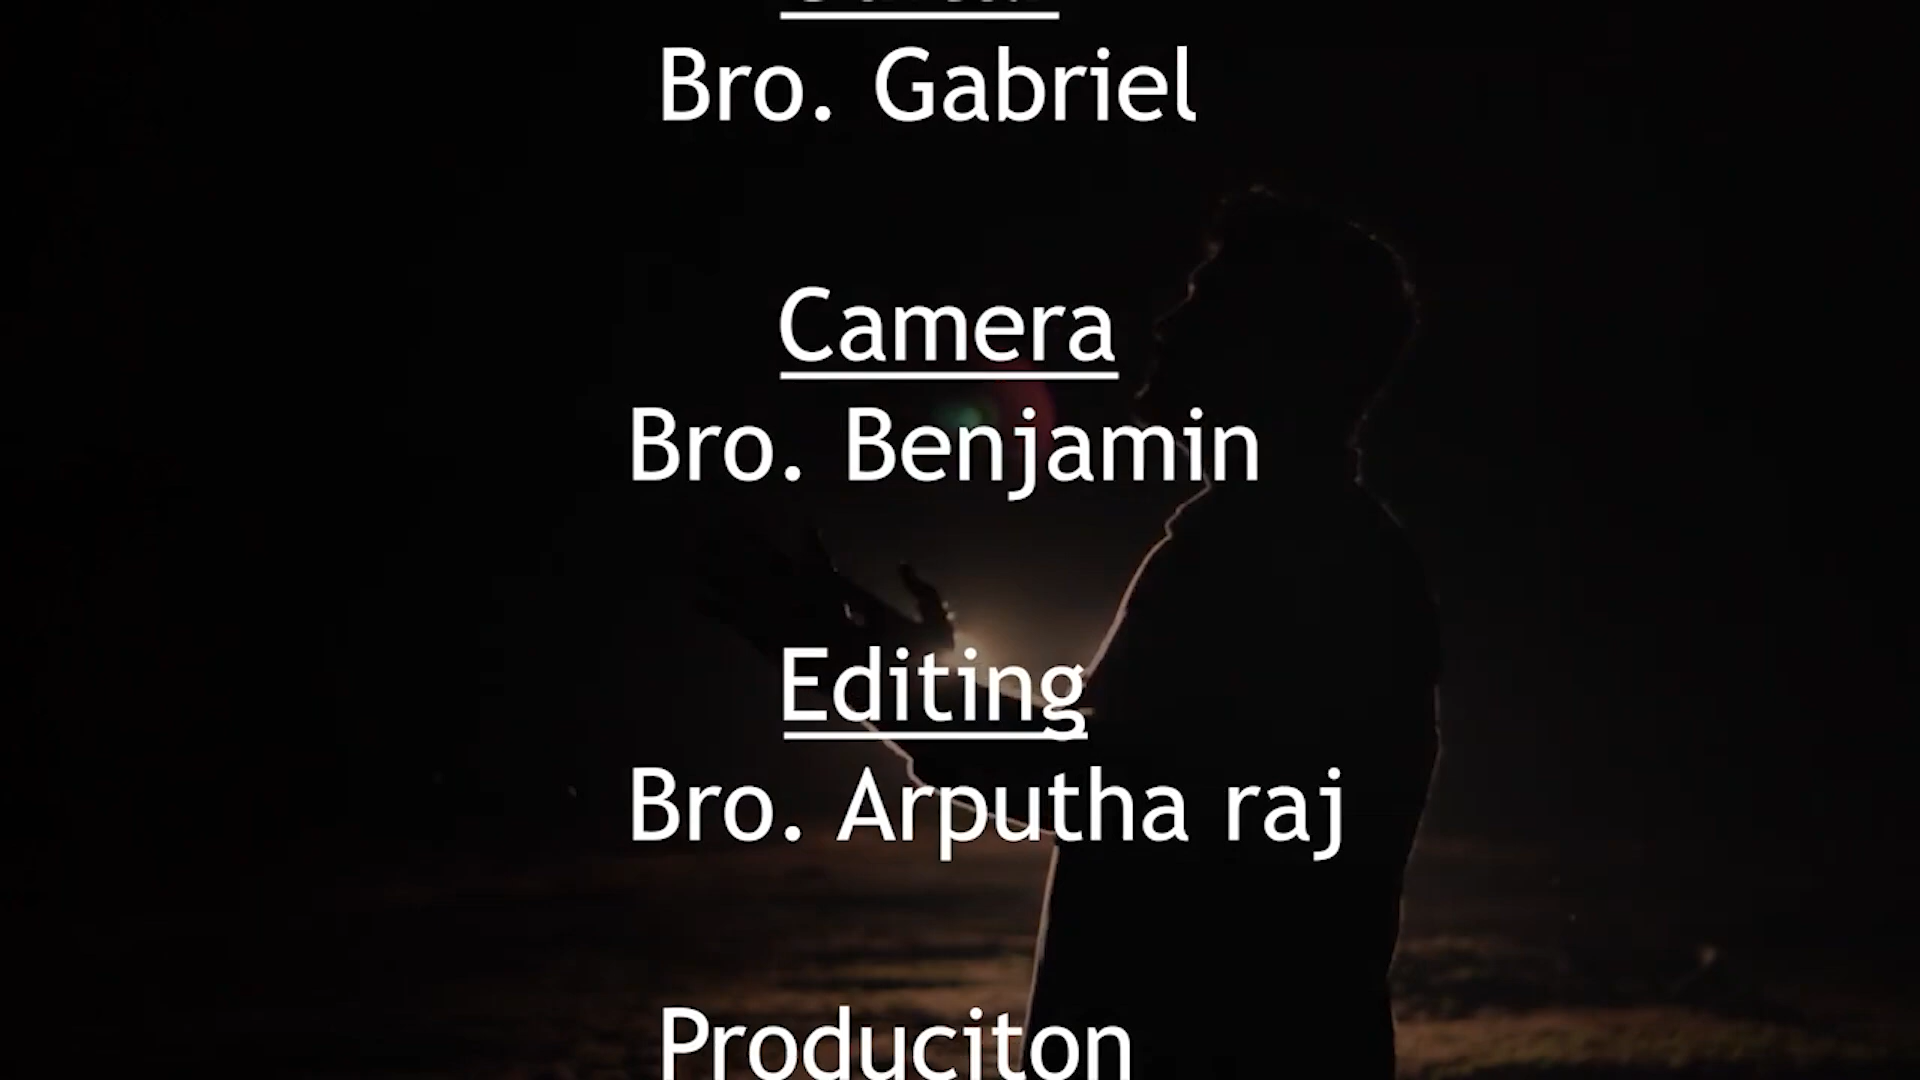 Bro. Gabriel
Camera
Bro. Benjamin
Editing
Bro. Arputha raj
Produciton